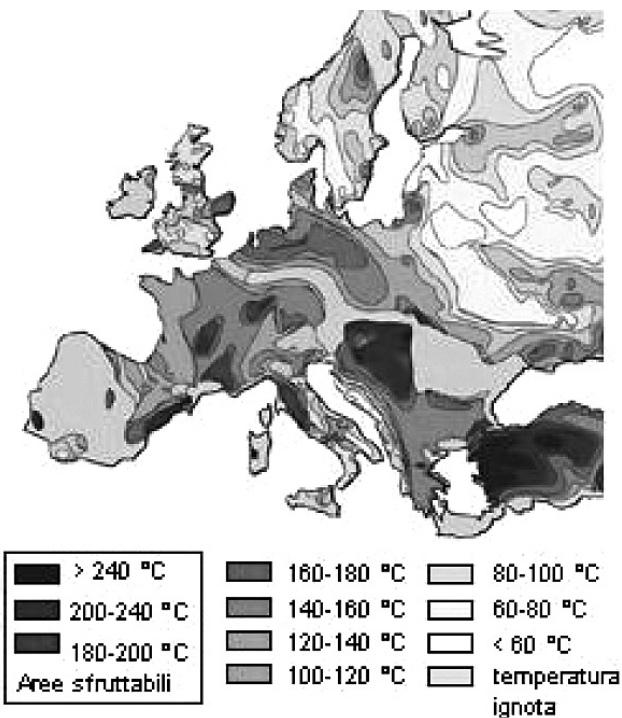 > 240 °C
200-240 °C
180-200 °C
Aree sfruttabili
160-180 °C
140-160 °C
120-140 °C
100-120 °C
80-100 °C
60-80 °C
< 60 °C
temperatura
ignota